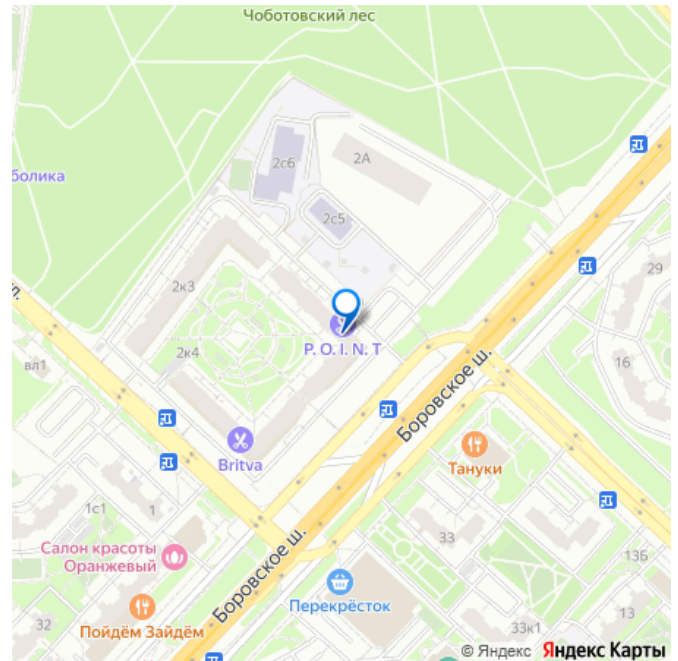 Чоботовский лес
2с6
2А
болика
2с5
2к3
29
P. O. I. N. T
16
2к4
вл1
л.
Боровское ш.
Britva
Тануки
1с1
1
33
13Б
Салон красоты
Оранжевый
Боровское ш.
Перекрёсток
13
32
Пойдём Зайдём
33к1
© Яндекс Яндекс Карты